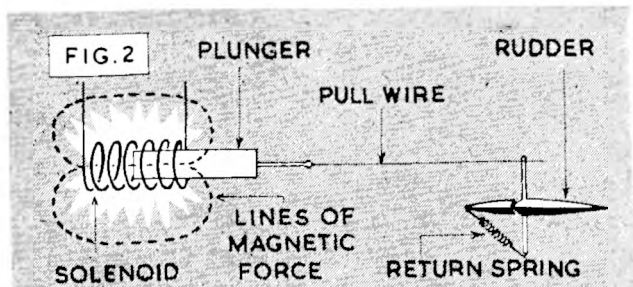 FIG. 2
PLUNGER
RUDDER
PULL WIRE
LINES OF
MAGNETIC
FORCE
SOLENOID
RETURN SPRING